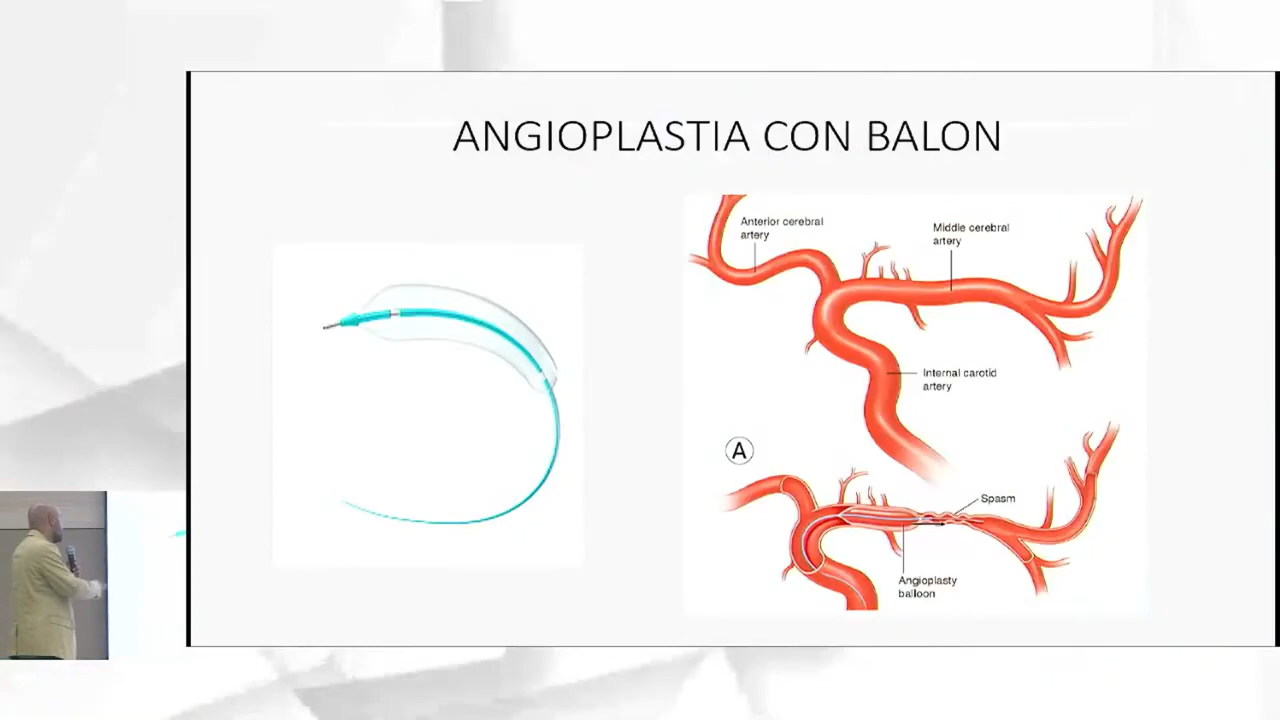 ANGIOPLASTIA CON BALON
Anterior cerebral
artery
Middle cerebral
artery
Internal carotid
artery
A
Spasm
Angioplasty
balloon